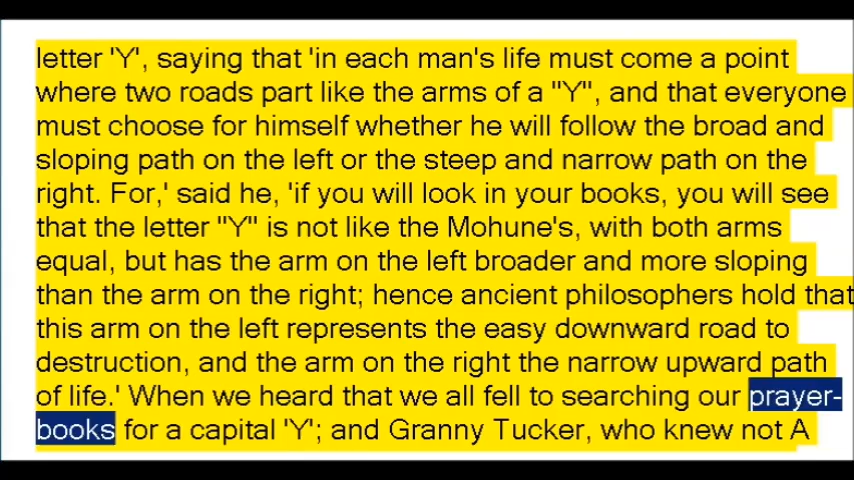 letter 'Y', saying that 'in each man's life must come a point
where two roads part like the arms of a "Y", and that everyone
must choose for himself whether he will follow the broad and
sloping path on the left or the steep and narrow path on the
right. For,' said he, 'if you will look in your books, you will see
that the letter "Y" is not like the Mohune's, with both arms
equal, but has the arm on the left broader and more sloping
than the arm on the right; hence ancient philosophers hold that
this arm on the left represents the easy downward road to
destruction, and the arm on the right the narrow upward path
of life.' When we heard that we all fell to searching our prayer-
books for a capital 'Y'; and Granny Tucker, who knew not A